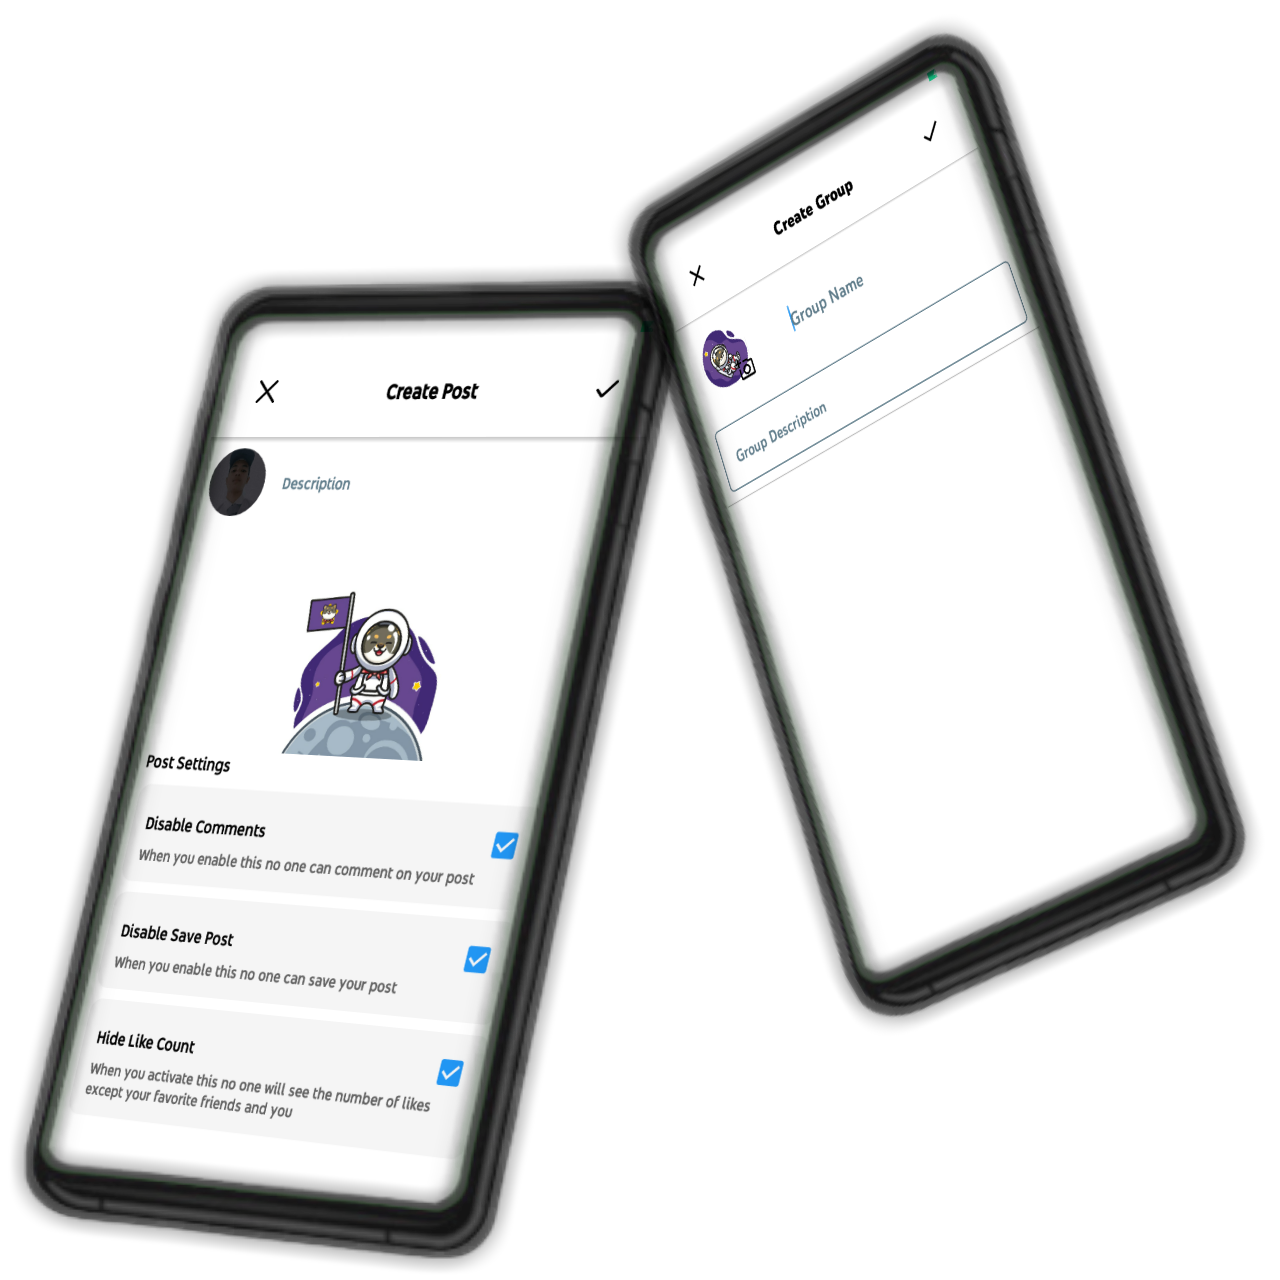 Create Post
Description
Post Settings
Disable Comments
When you enable this no one can comment on your post
Disable Save Post
When you enable this no one can save your post
Hide Like Count
When you activate this no one will see the number of likes
except your favorite friends and you
Create Group
Group Name
Group Description